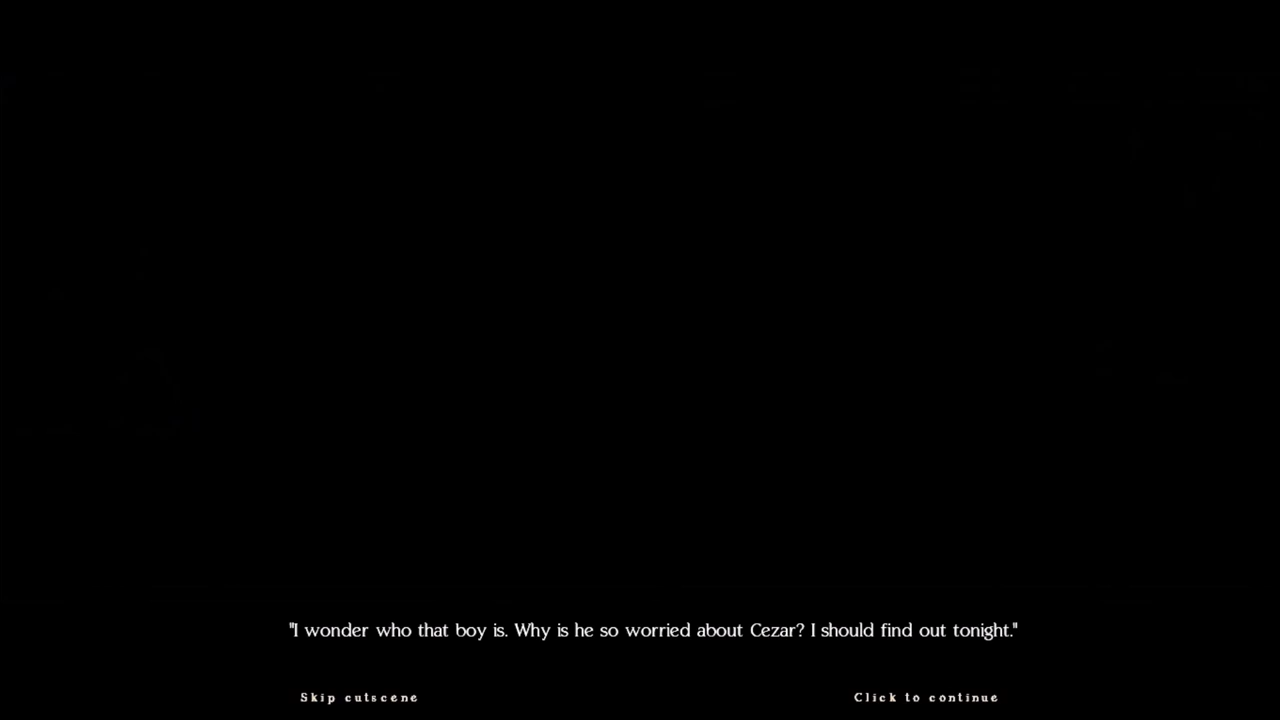 "I wonder who that boy is. Why is he so worried about Cezar? I should find out tonight."
Skip cutscene
Click to continue